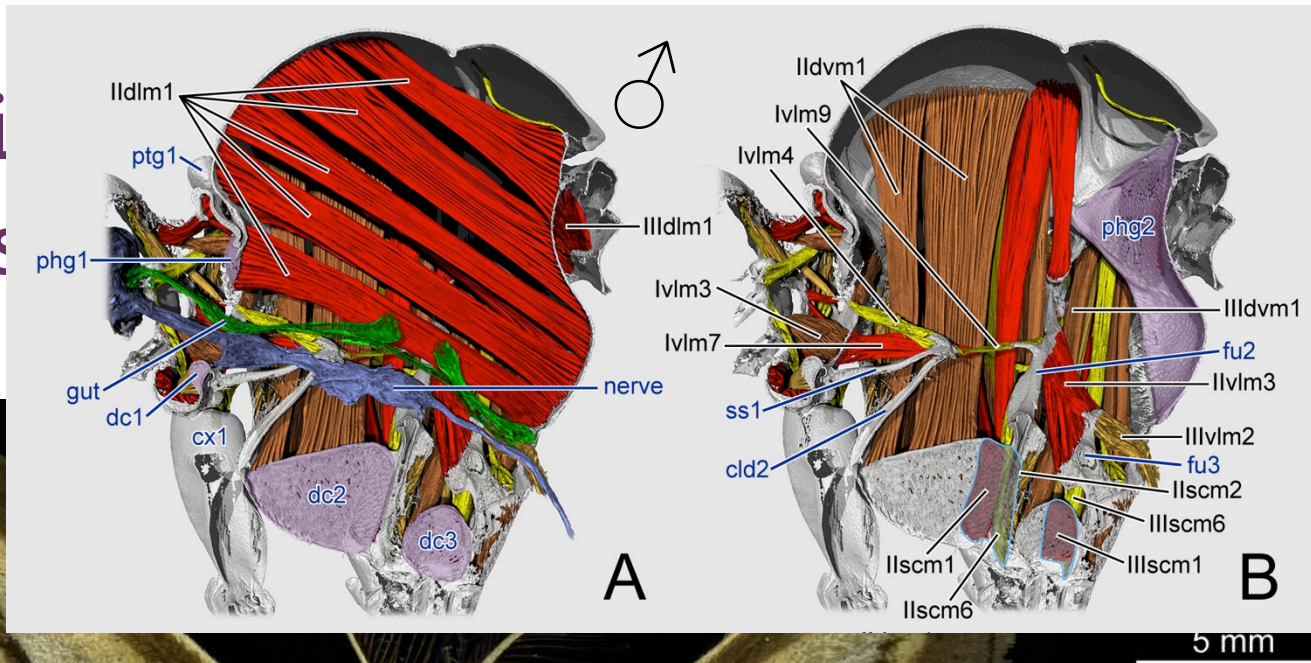 IIdlm1
ptg1
phg1
gut
dc1
cx1
dc2
dc3
nerve
IIIdlm1
A
♂
IIdvm1
Ivlm9
Ivlm4
Ivlm3
Ivlm7
ss1
cld2
phg2
IIIdvm1
fu2
IIvlm3
IIIvlm2
fu3
IIscm2
IIIscm6
IIIscm1
IIscm1
IIscm6
B
5 mm